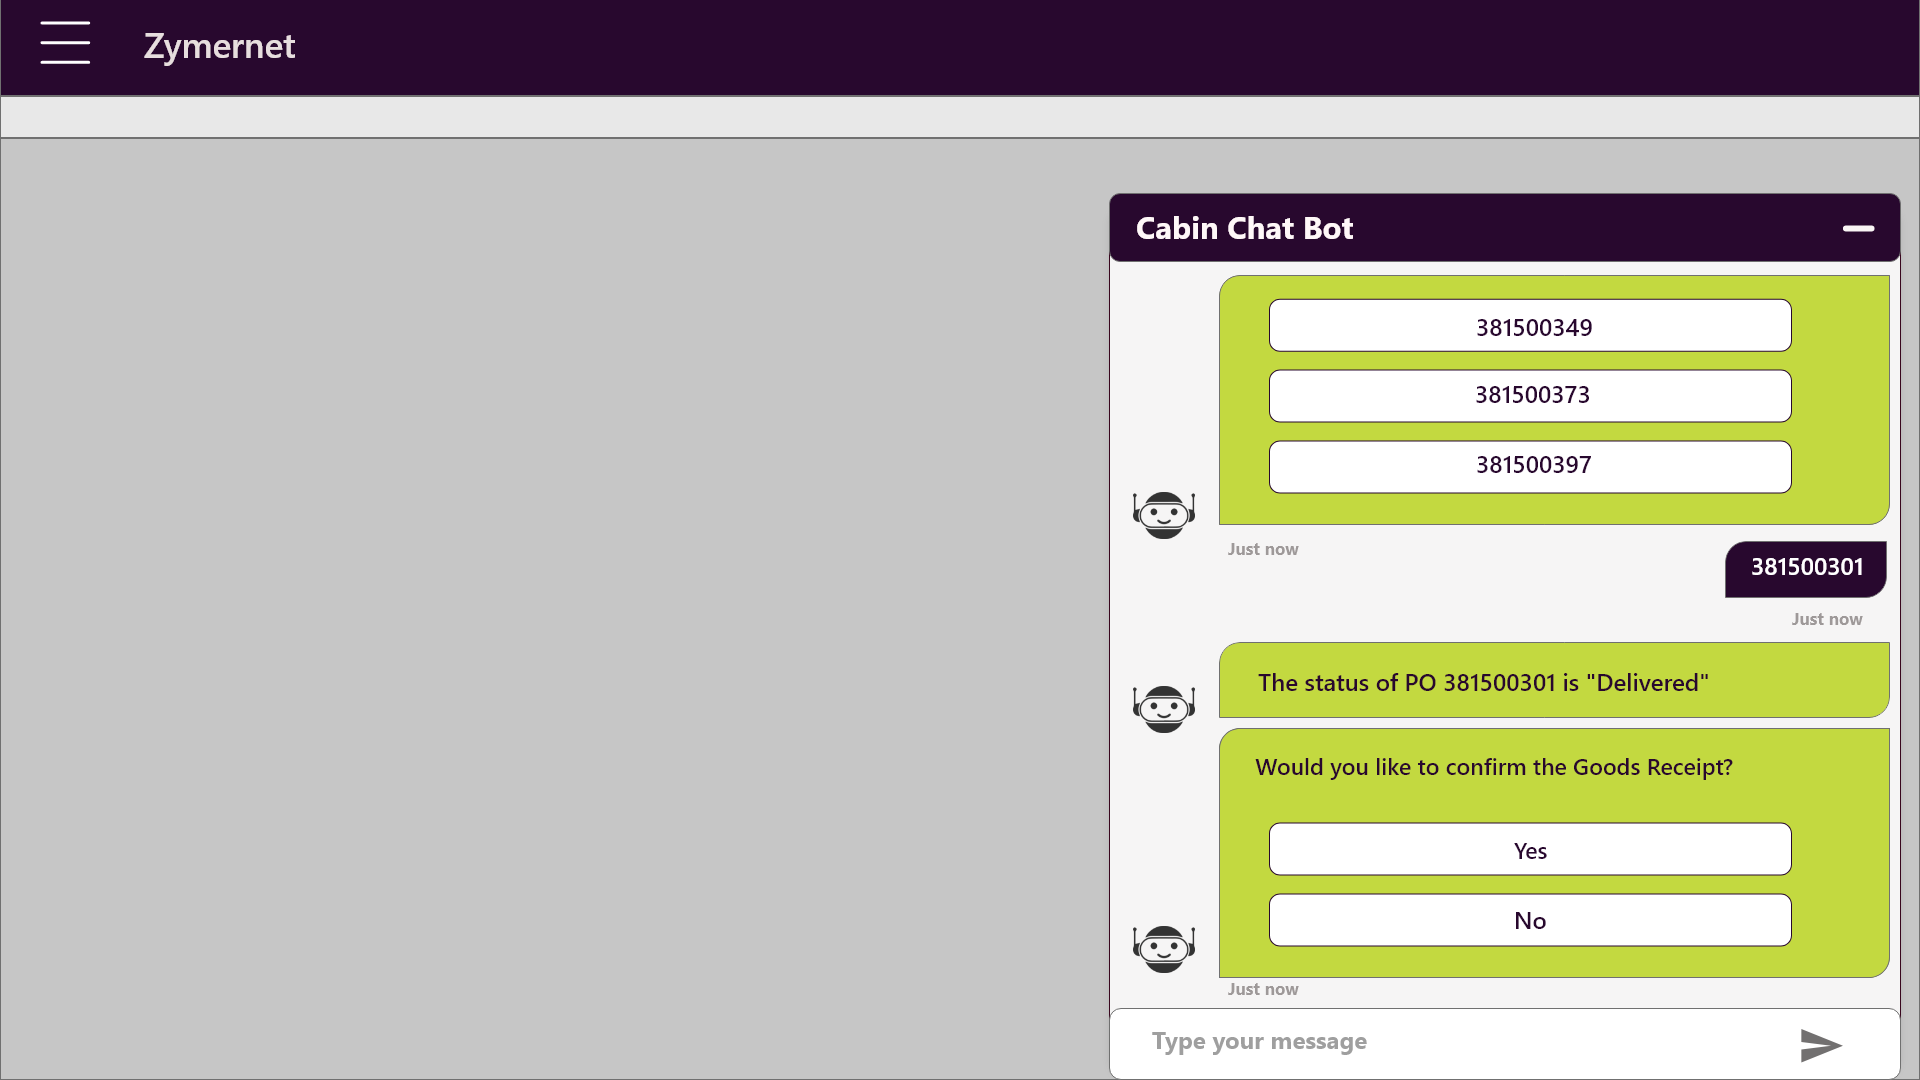 Zymernet
Cabin Chat Bot
381500349
381500373
381500397
Just now
381500301
Just now
The status of PO 381500301 is "Delivered"
Would you like to confirm the Goods Receipt?
Yes
No
Just now
Type your message